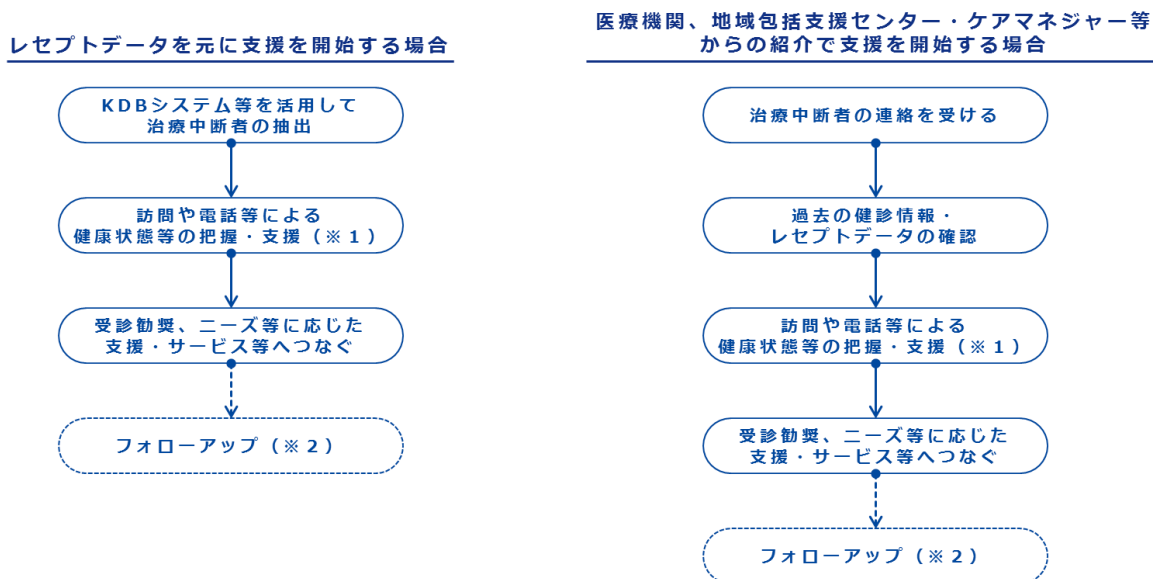 レセプトデータを元に支援を開始する場合
KDBシステム等を活用して
治療中断者の抽出
訪問や電話等による
健康状態等の把握・支援（※１）
受診勧奨、ニーズ等に応じた
支援・サービス等へつなぐ
フォローアップ（※２）
医療機関、地域包括支援センター・ケアマネジャー等
からの紹介で支援を開始する場合
治療中断者の連絡を受ける
過去の健診情報・
レセプトデータの確認
訪問や電話等による
健康状態等の把握・支援（※１）
受診勧奨、ニーズ等に応じた
支援・サービス等へつなぐ
フォローアップ（※２）